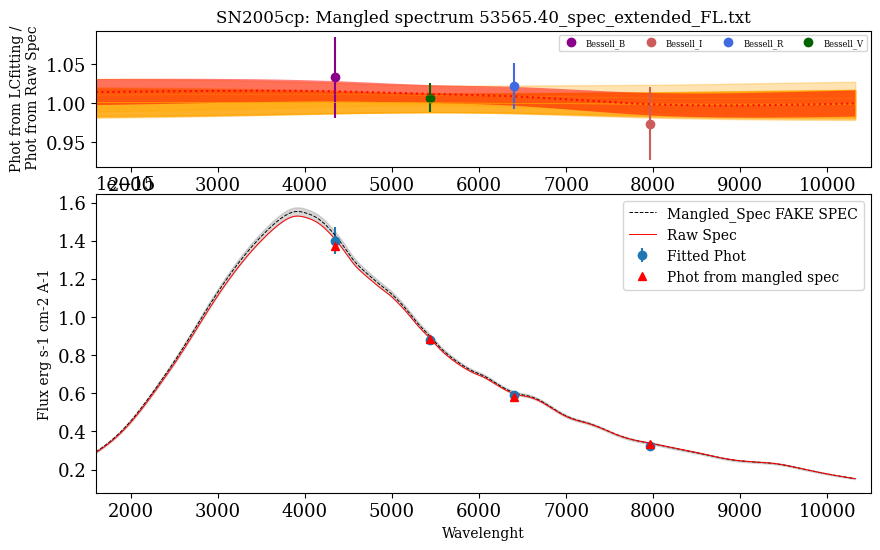 SN2005cp: Mangled spectrum 53565.40_spec_extended_FL.txt
Phot from LCfitting /
Phot from Raw Spec
Bessell_B Bessell_I Bessell_R Bessell_V
1.05
1.00
0.95
2000 3000 4000 5000 6000 7000 8000 9000 10000
1e−15
Flux erg s-1 cm-2 A-1
1.6
1.4
1.2
1.0
0.8
0.6
0.4
0.2
Mangled_Spec FAKE SPEC
Raw Spec
Fitted Phot
Phot from mangled spec
2000 3000 4000 5000 6000 7000 8000 9000 10000
Wavelenght